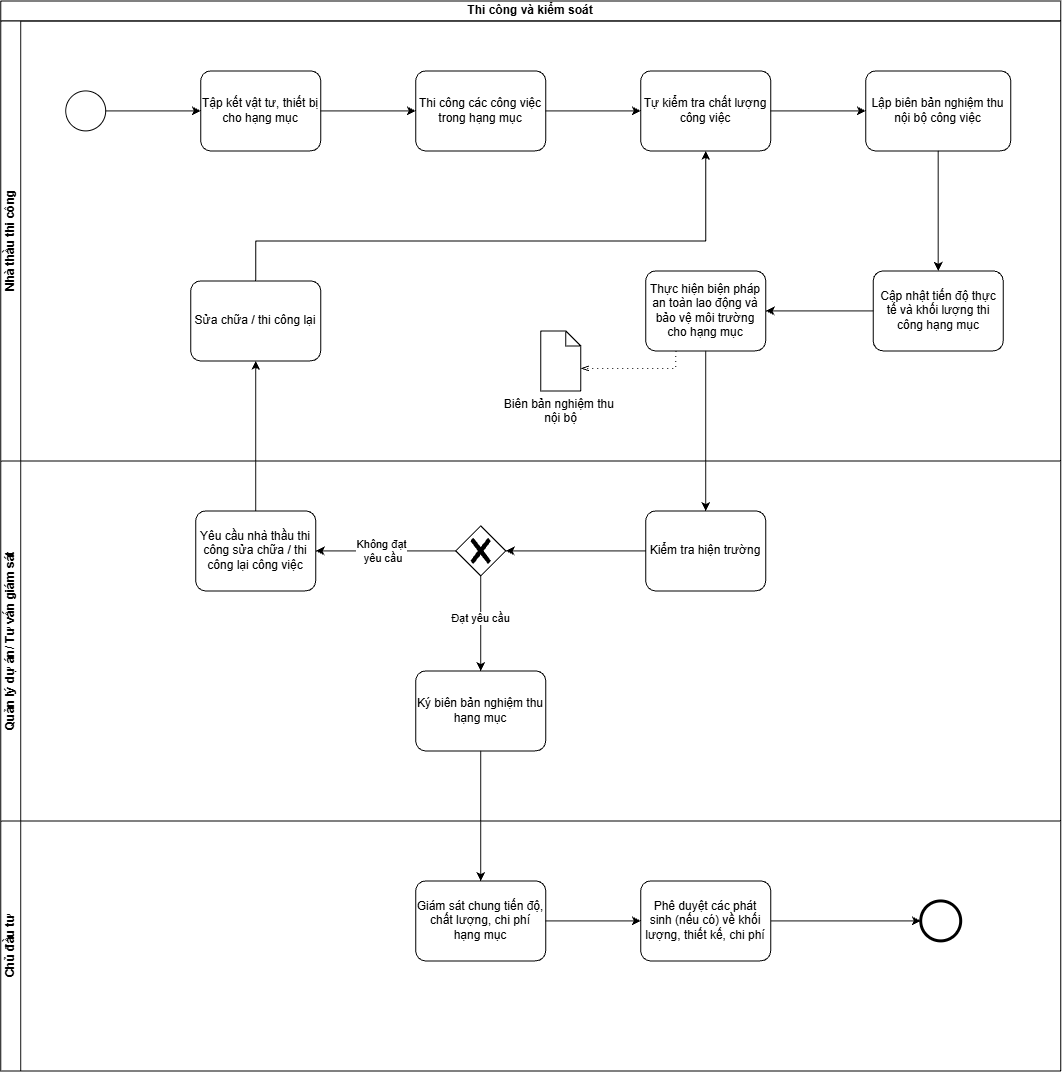 Thi công và kiểm soát
Nhà thầu thi công
Tập kết vật tư, thiết bị
cho hạng mục
Thi công các công việc
trong hạng mục
Tự kiểm tra chất lượng
công việc
Lập biên bản nghiệm thu
nội bộ công việc
Sửa chữa / thi công lại
Thực hiện biện pháp
an toàn lao động và
bảo vệ môi trường
cho hạng mục
Cập nhật tiến độ thực
tế và khối lượng thi
công hạng mục
Biên bản nghiệm thu
nội bộ
Quản lý dự án / Tư vấn giám sát
Yêu cầu nhà thầu thi
công sửa chữa / thi
công lại công việc
Không đạt
yêu cầu
Kiểm tra hiện trường
Đạt yêu cầu
Ký biên bản nghiệm thu
hạng mục
Chủ đầu tư
Giám sát chung tiến độ,
chất lượng, chi phí
hạng mục
Phê duyệt các phát
sinh (nếu có) về khối
lượng, thiết kế, chi phí